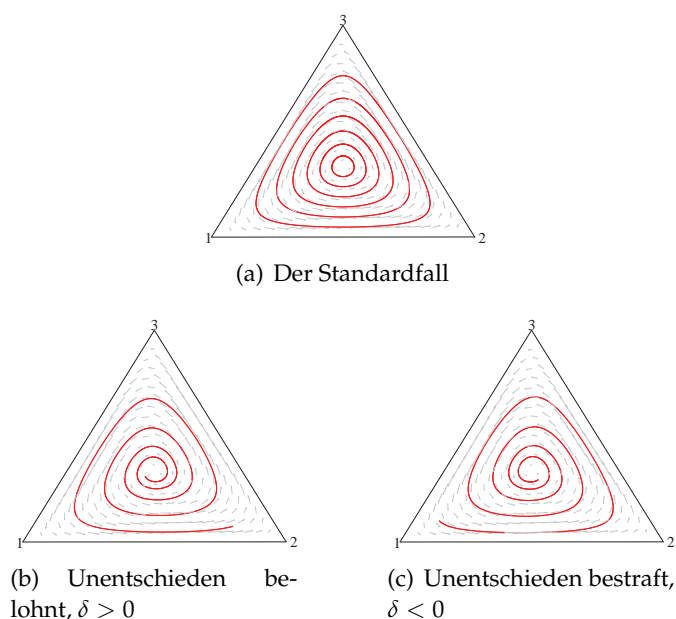 3
1
2
(a) Der Standardfall
3
3
1
2
1
2
(b) Unentschieden be-
lohnt, δ > 0
(c) Unentschieden bestraft,
δ < 0